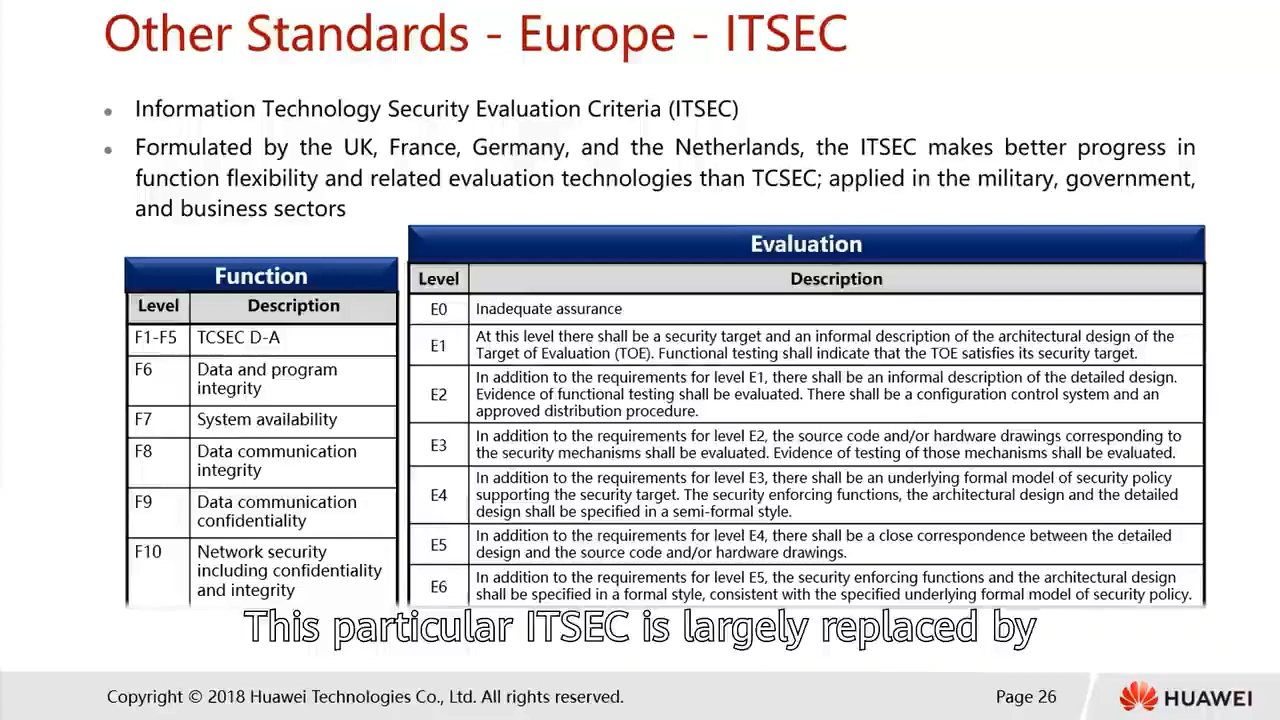 Other Standards - Europe - ITSEC
• Information Technology Security Evaluation Criteria (ITSEC)
• Formulated by the UK, France, Germany, and the Netherlands, the ITSEC makes better progress in
function flexibility and related evaluation technologies than TCSEC; applied in the military, government,
and business sectors
Function
Level Description
F1-F5 TCSEC D-A
F6 Data and program
integrity
F7 System availability
F8 Data communication
integrity
F9 Data communication
confidentiality
F10 Network security
including confidentiality
and integrity
Evaluation
Level Description
E0 Inadequate assurance
E1 At this level there shall be a security target and an informal description of the architectural design of the
Target of Evaluation (TOE). Functional testing shall indicate that the TOE satisfies its security target.
E2 In addition to the requirements for level E1, there shall be an informal description of the detailed design.
Evidence of functional testing shall be evaluated. There shall be a configuration control system and an
approved distribution procedure.
E3 In addition to the requirements for level E2, the source code and/or hardware drawings corresponding to
the security mechanisms shall be evaluated. Evidence of testing of those mechanisms shall be evaluated.
E4 In addition to the requirements for level E3, there shall be an underlying formal model of security policy
supporting the security target. The security enforcing functions, the architectural design and the detailed
design shall be specified in a semi-formal style.
E5 In addition to the requirements for level E4, there shall be a close correspondence between the detailed
design and the source code and/or hardware drawings.
E6 In addition to the requirements for level E5, the security enforcing functions and the architectural design
shall be specified in a formal style, consistent with the specified underlying formal model of security policy.
This particular ITSEC is largely replaced by
Copyright © 2018 Huawei Technologies Co., Ltd. All rights reserved.
Page 26
HUAWEI